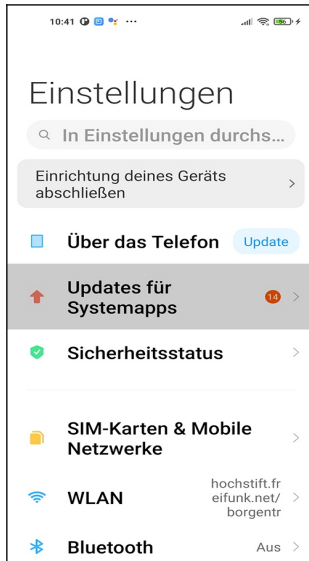 10:41
Einstellungen
In Einstellungen durchs...
Einrichtung deines Geräts
abschließen
Über das Telefon
Update
Updates für
Systemapps
14
Sicherheitsstatus
SIM-Karten & Mobile
Netzwerke
WLAN
hochstift.fr
eifunk.net/
borgentr
Bluetooth
Aus